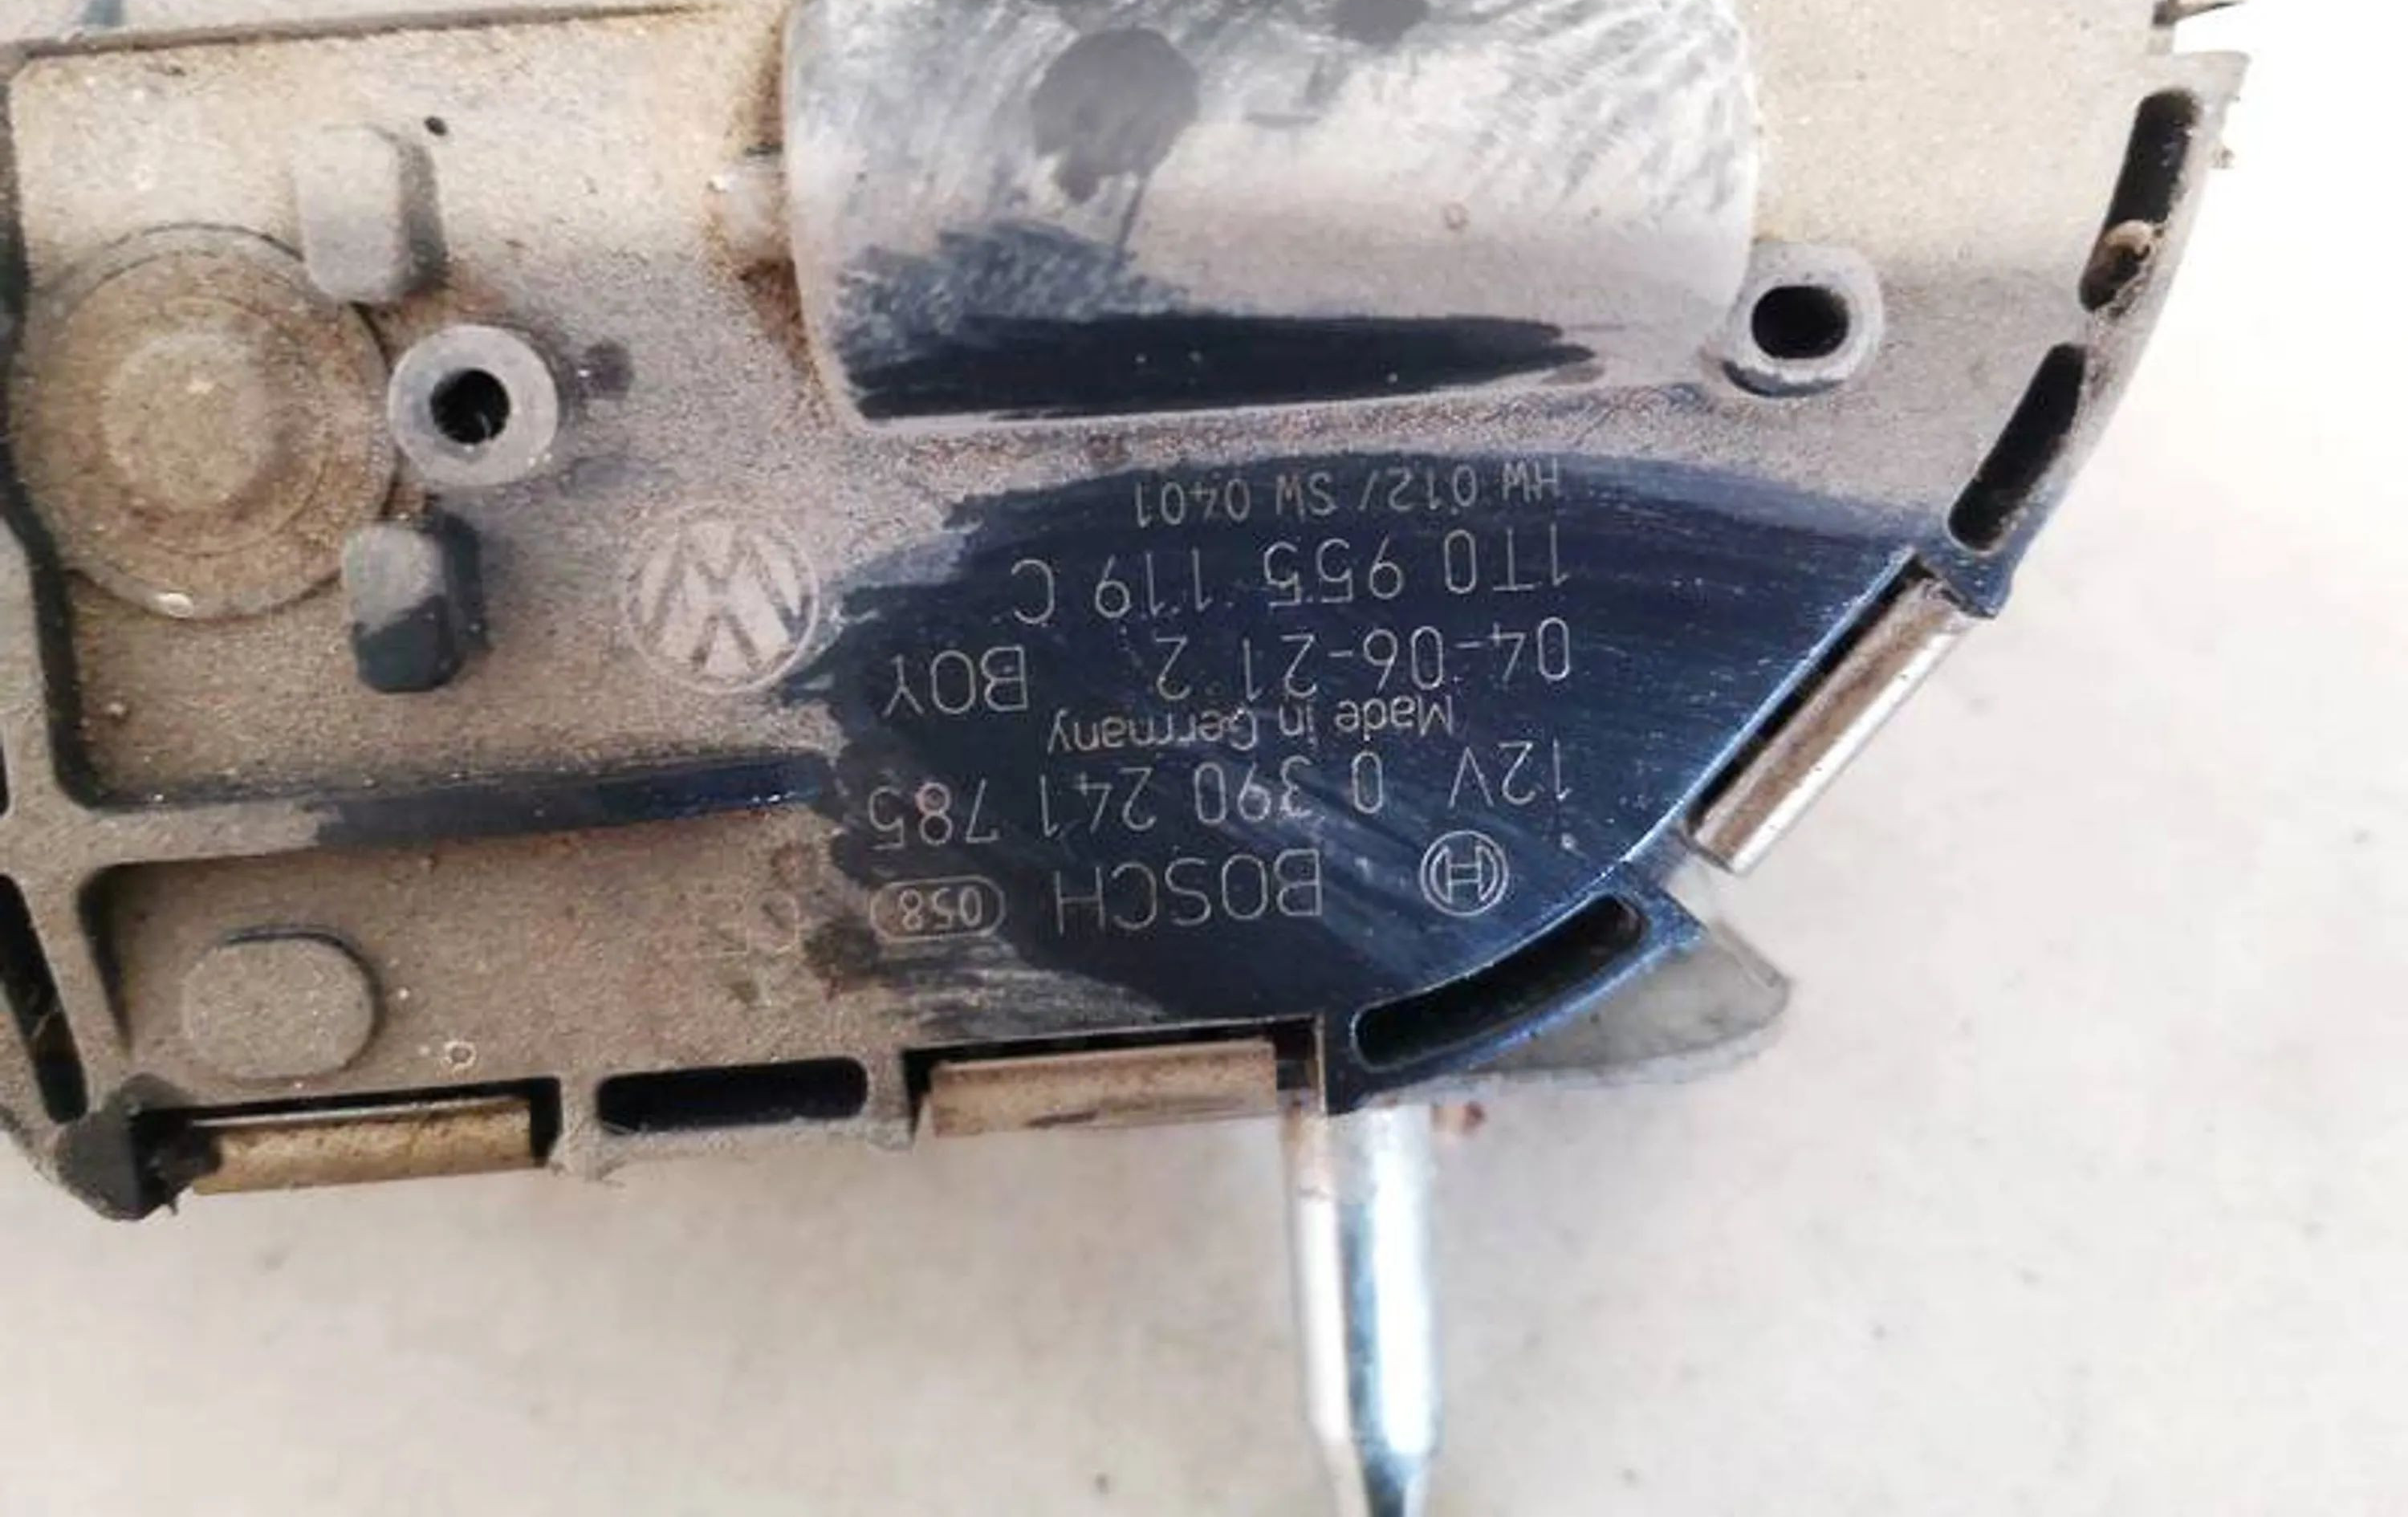 HW 012/ SW 0401
1T0 955 119 C
04-06-21 2 BOY
Made in Germany
12V 0 390 241 785
BOSCH 058